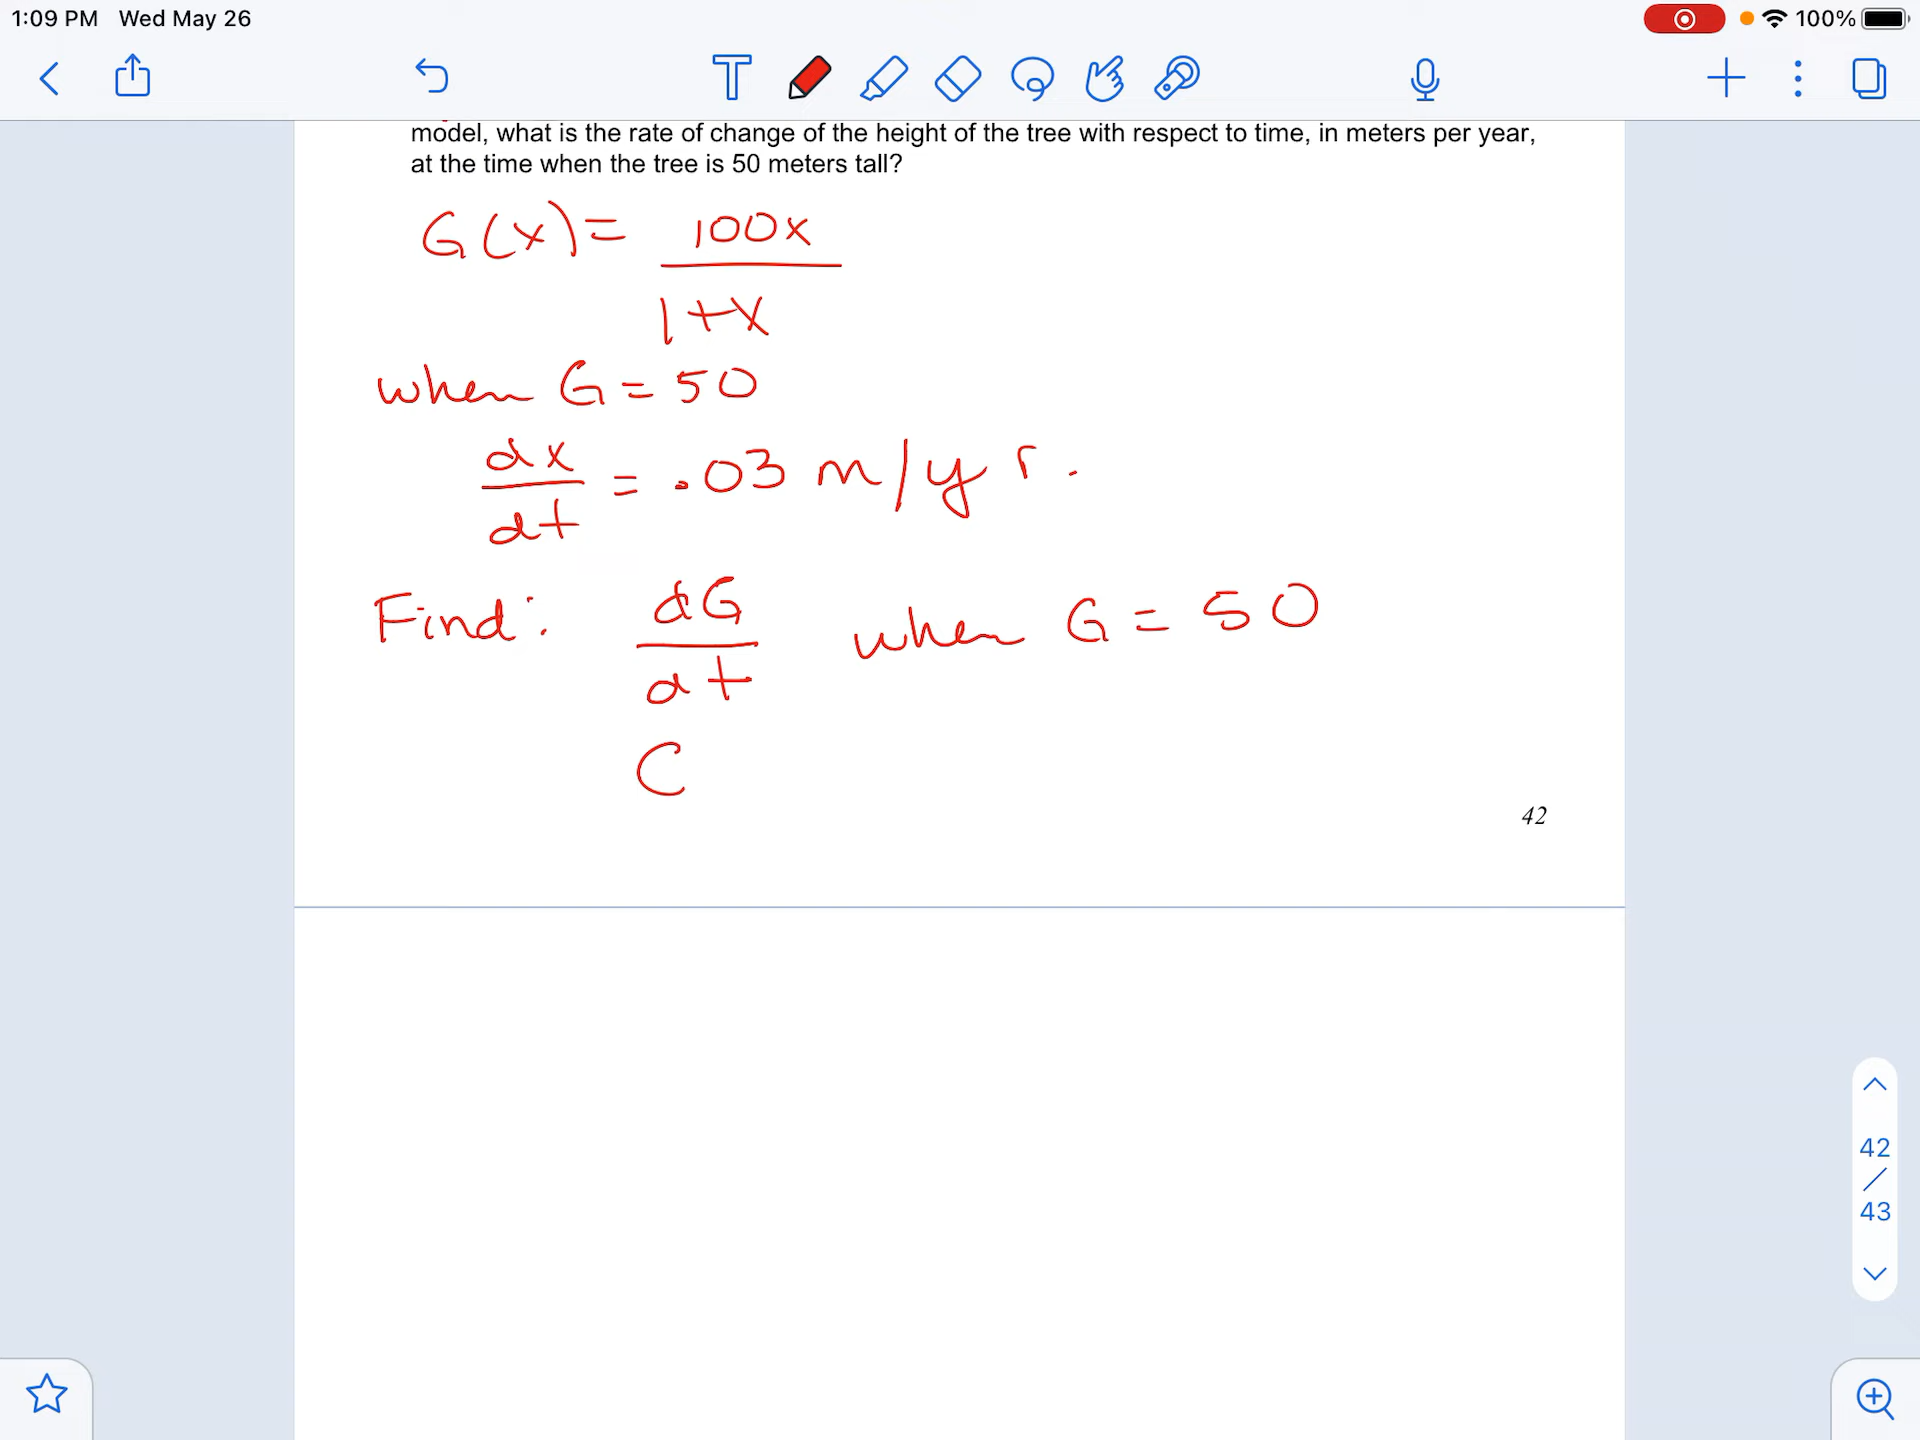 1:09 PM Wed May 26
100%
model, what is the rate of change of the height of the tree with respect to time, in meters per year,
at the time when the tree is 50 meters tall?
G(x) = 100x / 1+x
when G = 50
dx/dt = .03 m/yr.
Find: dG/dt when G = 50
C
42
42
/
43